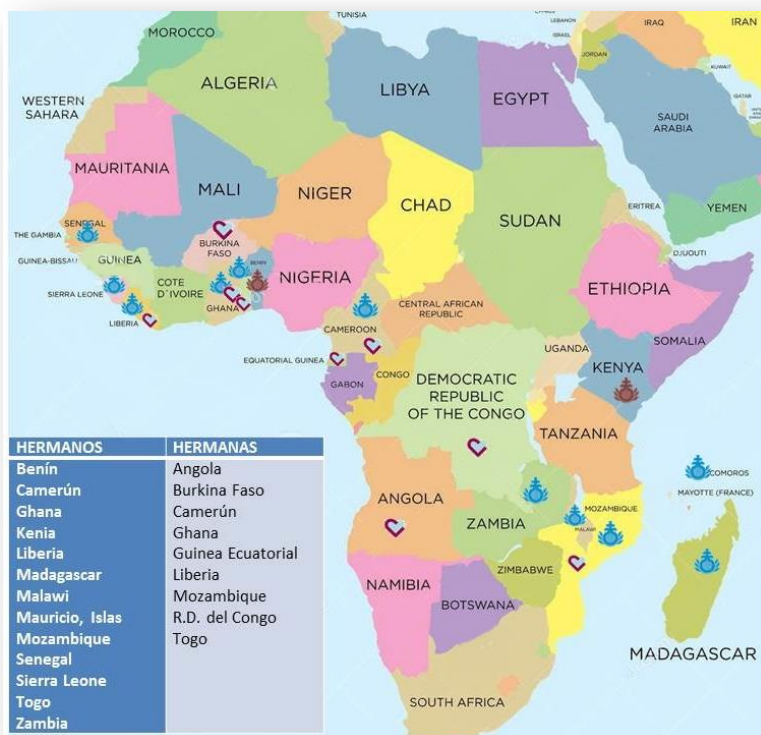 TUNISIA
LEBANON
ISRAEL
IRAQ
IRAN
MOROCCO
JORDAN
KUWAIT
ALGERIA
LIBYA
EGYPT
QATAR
WESTERN
SAHARA
SAUDI
ARABIA
MAURITANIA
MALI
NIGER
CHAD
SUDAN
ERITREA
YEMEN
SENEGAL
THE GAMBIA
BURKINA
FASO
DJIJOUTI
GUINEA-BISSAU
GUINEA
BENIN
NIGERIA
ETHIOPIA
SIERRA LEONE
COTE
D'IVOIRE
GHANA
CENTRAL AFRICAN
REPUBLIC
LIBERIA
CAMEROON
SOMALIA
EQUATORIAL GUINEA
UGANDA
KENYA
GABON
CONGO
DEMOCRATIC
REPUBLIC
OF THE CONGO
TANZANIA
COMOROS
MAYOTTE (FRANCE)
ANGOLA
ZAMBIA
MALAWI
MOZAMBIQUE
ZIMBABWE
NAMIBIA
BOTSWANA
MADAGASCAR
SOUTH AFRICA
HERMANOS
Benín
Camerún
Ghana
Kenia
Liberia
Madagascar
Malawi
Mauricio, Islas
Mozambique
Senegal
Sierra Leone
Togo
Zambia
HERMANAS
Angola
Burkina Faso
Camerún
Ghana
Guinea Ecuatorial
Liberia
Mozambique
R.D. del Congo
Togo